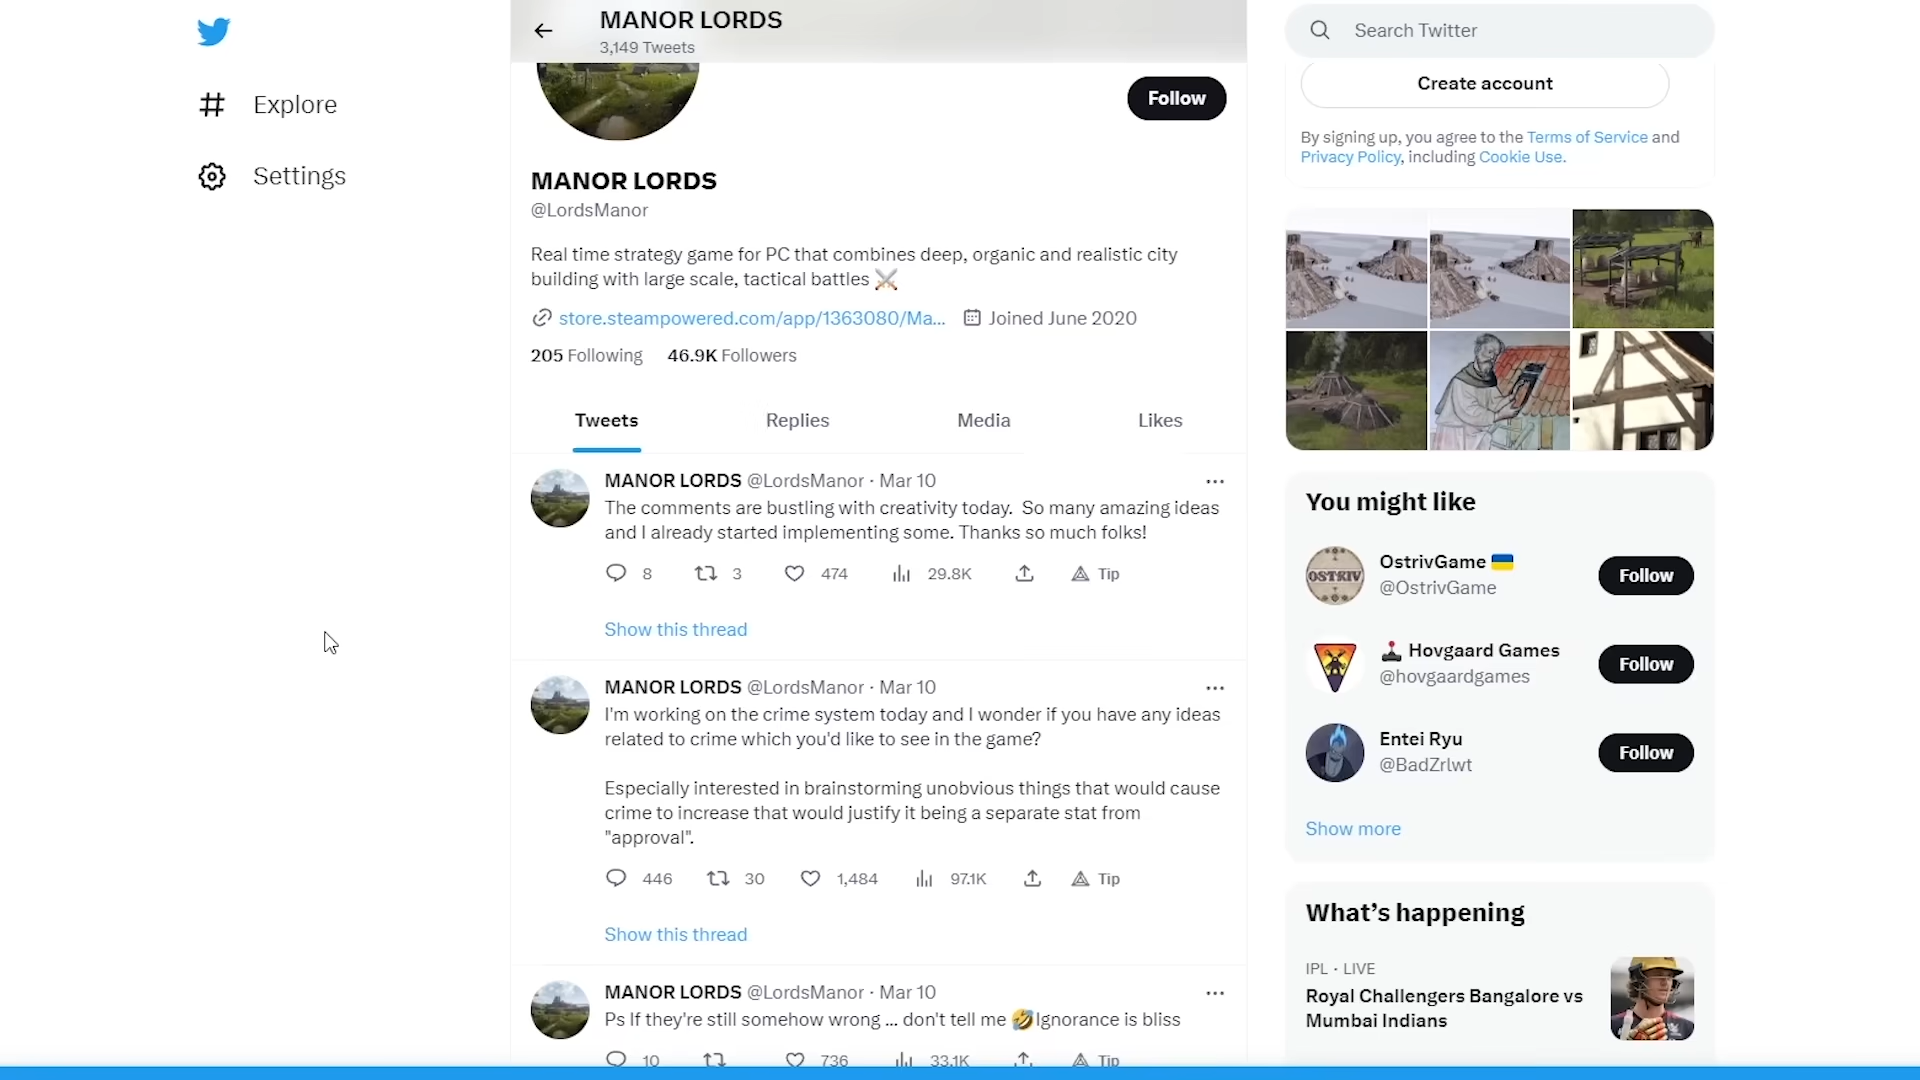 MANOR LORDS
3,149 Tweets
Search Twitter
Explore
Settings
Follow
MANOR LORDS
@LordsManor
Real time strategy game for PC that combines deep, organic and realistic city
building with large scale, tactical battles ⚔️
store.steampowered.com/app/1363080/Ma... Joined June 2020
205 Following 46.9K Followers
Tweets Replies Media Likes
MANOR LORDS @LordsManor · Mar 10
The comments are bustling with creativity today. So many amazing ideas
and I already started implementing some. Thanks so much folks!
8 3 474 29.8K Tip
Show this thread
MANOR LORDS @LordsManor · Mar 10
I'm working on the crime system today and I wonder if you have any ideas
related to crime which you'd like to see in the game?
Especially interested in brainstorming unobvious things that would cause
crime to increase that would justify it being a separate stat from
"approval".
446 30 1,484 97.1K Tip
Show this thread
MANOR LORDS @LordsManor · Mar 10
Ps If they're still somehow wrong ... don't tell me 🤣Ignorance is bliss
10 736 33.1K Tip
Create account
By signing up, you agree to the Terms of Service and
Privacy Policy, including Cookie Use.
You might like
OSTRIV
OstrivGame 🇺🇦
@OstrivGame
Follow
🕹️ Hovgaard Games
@hovgaardgames
Follow
Entei Ryu
@BadZrlwt
Follow
Show more
What's happening
IPL · LIVE
Royal Challengers Bangalore vs
Mumbai Indians